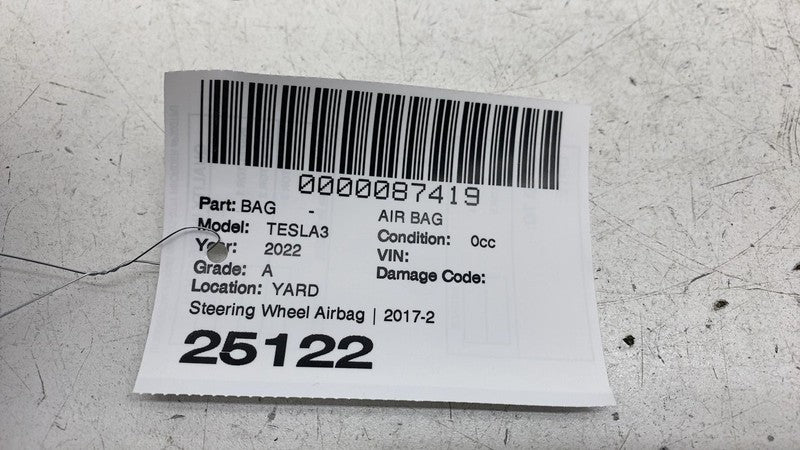 0000087419
Part: BAG - AIR BAG
Model: TESLA3 Condition: 0cc
Year: 2022 VIN:
Grade: A Damage Code:
Location: YARD
Steering Wheel Airbag | 2017-2
25122